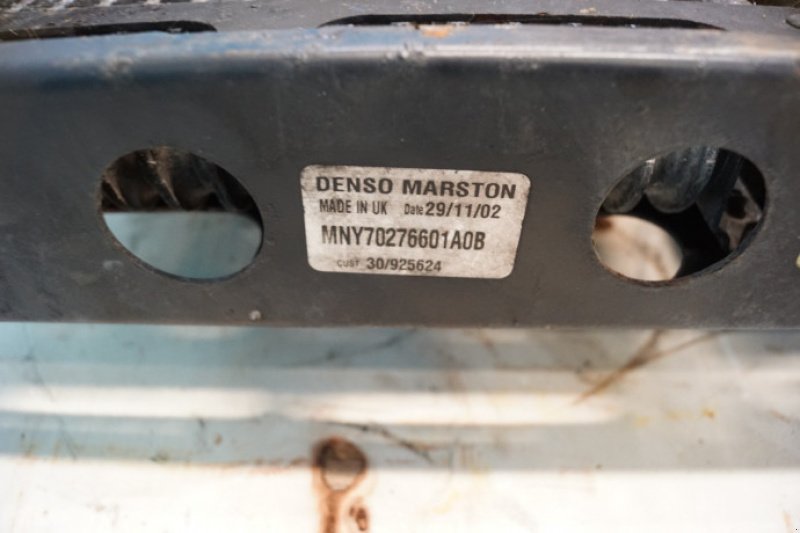 DENSO MARSTON
MADE IN UK Date 29/11/02
MNY70276601A0B
CUST 30/925624